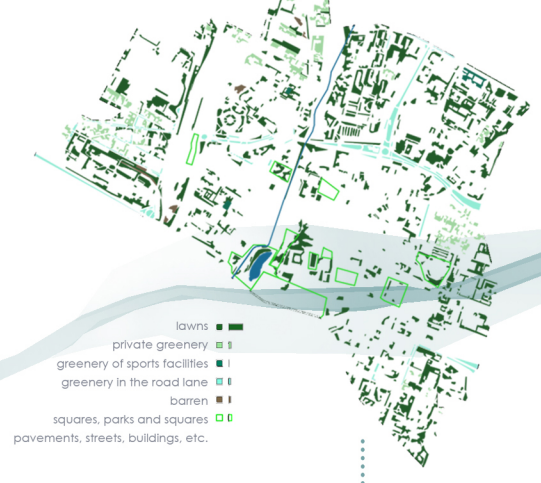 lawns
private greenery
greenery of sports facilities
greenery in the road lane
barren
squares, parks and squares
pavements, streets, buildings, etc.